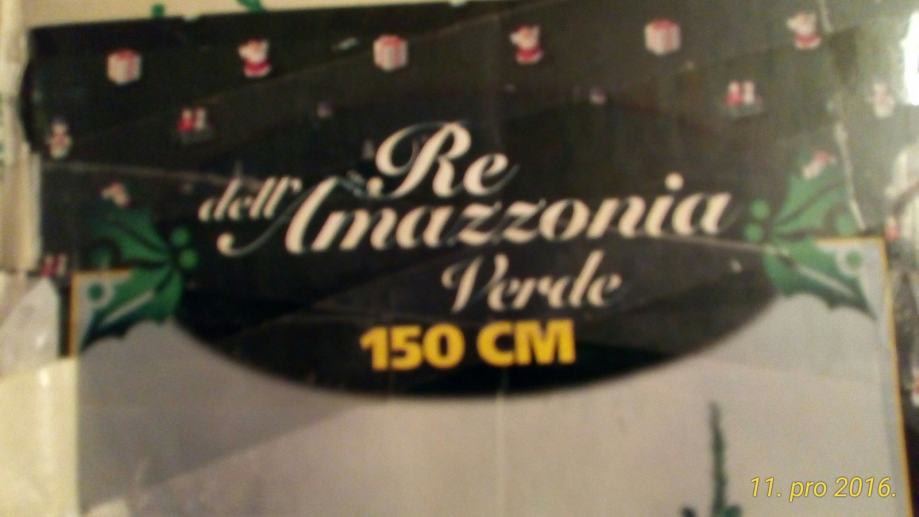 Re
dell'Amazzonia
Verde
150 CM
11. pro 2016.